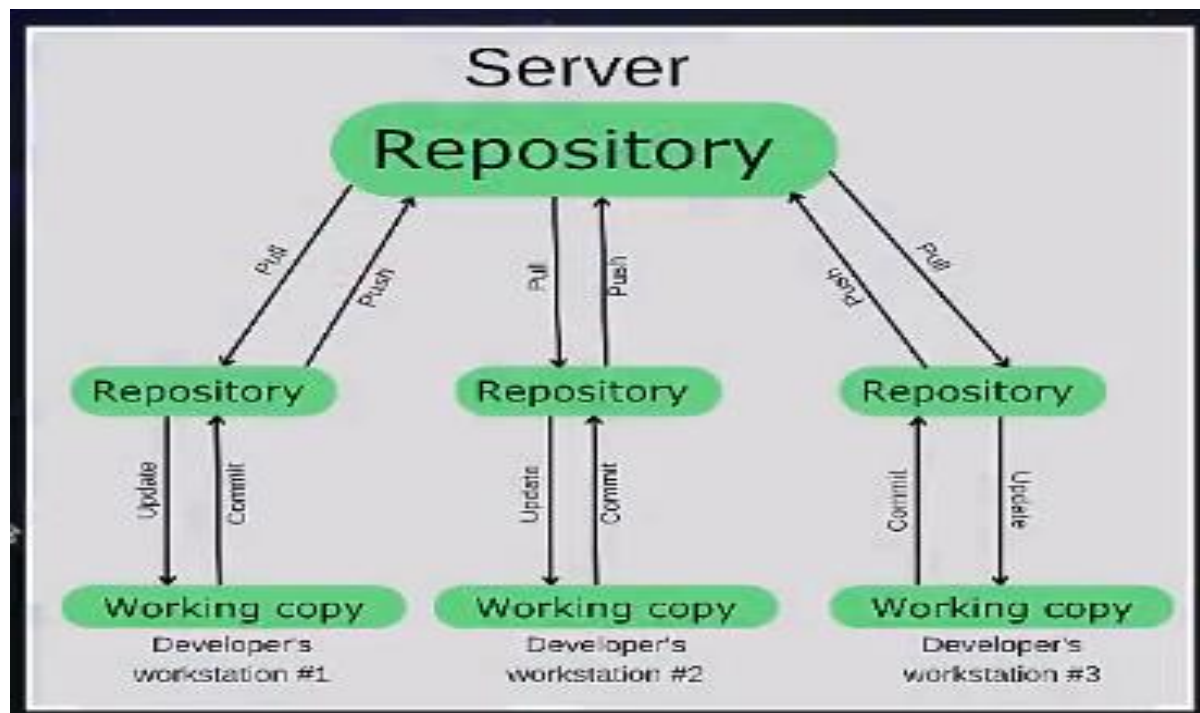 Server
Repository
Pull
Push
Pull
Push
Push
Pull
Repository
Repository
Repository
Update
Commit
Update
Commit
Commit
Update
Working copy
Working copy
Working copy
Developer's
workstation #1
Developer's
workstation #2
Developer's
workstation #3